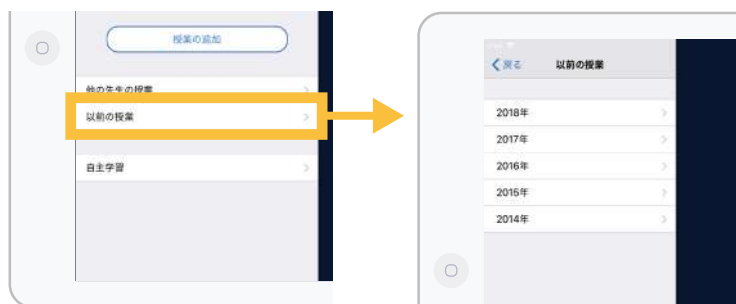 授業の追加
他の先生の授業
以前の授業
自主学習
戻る 以前の授業
2018年
2017年
2016年
2015年
2014年